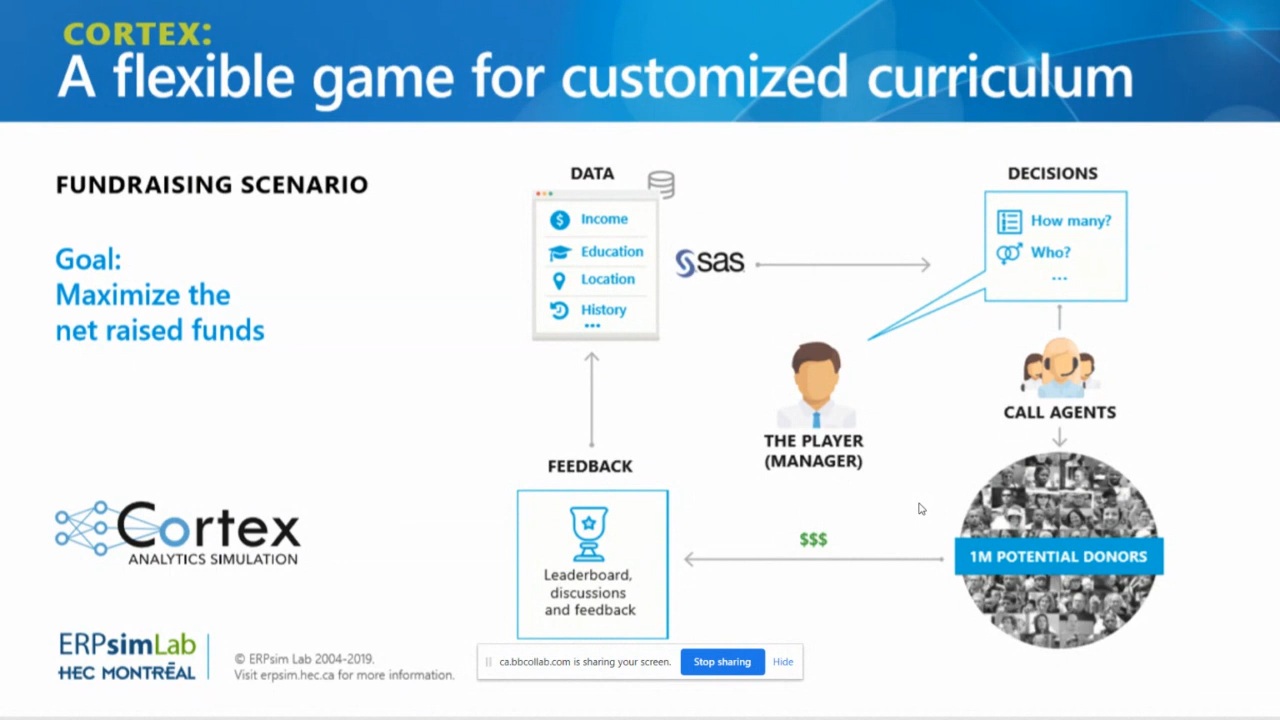 CORTEX:
A flexible game for customized curriculum
FUNDRAISING SCENARIO
Goal:
Maximize the
net raised funds
DATA
$ Income
Education
Location
History
...
sas
DECISIONS
How many?
Who?
...
THE PLAYER
(MANAGER)
CALL AGENTS
1M POTENTIAL DONORS
$$$
FEEDBACK
Leaderboard,
discussions
and feedback
Cortex
ANALYTICS SIMULATION
ERPsimLab
HEC MONTRĒAL
© ERPsim Lab 2004-2019.
Visit erpsim.hec.ca for more information.
ca.bbcollab.com is sharing your screen. Stop sharing Hide